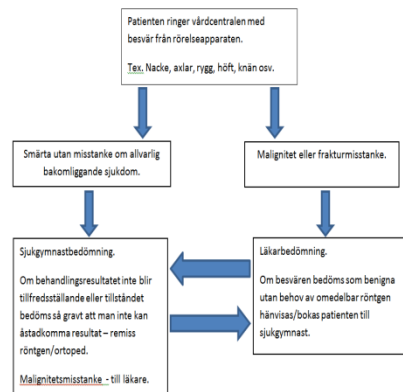 Patienten ringer vårdcentralen med
besvär från rörelseapparaten.
Tex. Nacke, axlar, rygg, höft, knän osv.
Smärta utan misstanke om allvarlig
bakomliggande sjukdom.
Malignitet eller frakturmisstanke.
Sjukgymnastbedömning.
Om behandlingsresultatet inte blir
tillfredsställande eller tillståndet
bedöms så gravt att man inte kan
åstadkomma resultat – remiss
röntgen/ortoped.
Malignitetsmisstanke - till läkare.
Läkarbedömning.
Om besvären bedöms som benigna
utan behov av omedelbar röntgen
hänvisas/bokas patienten till
sjukgymnast.